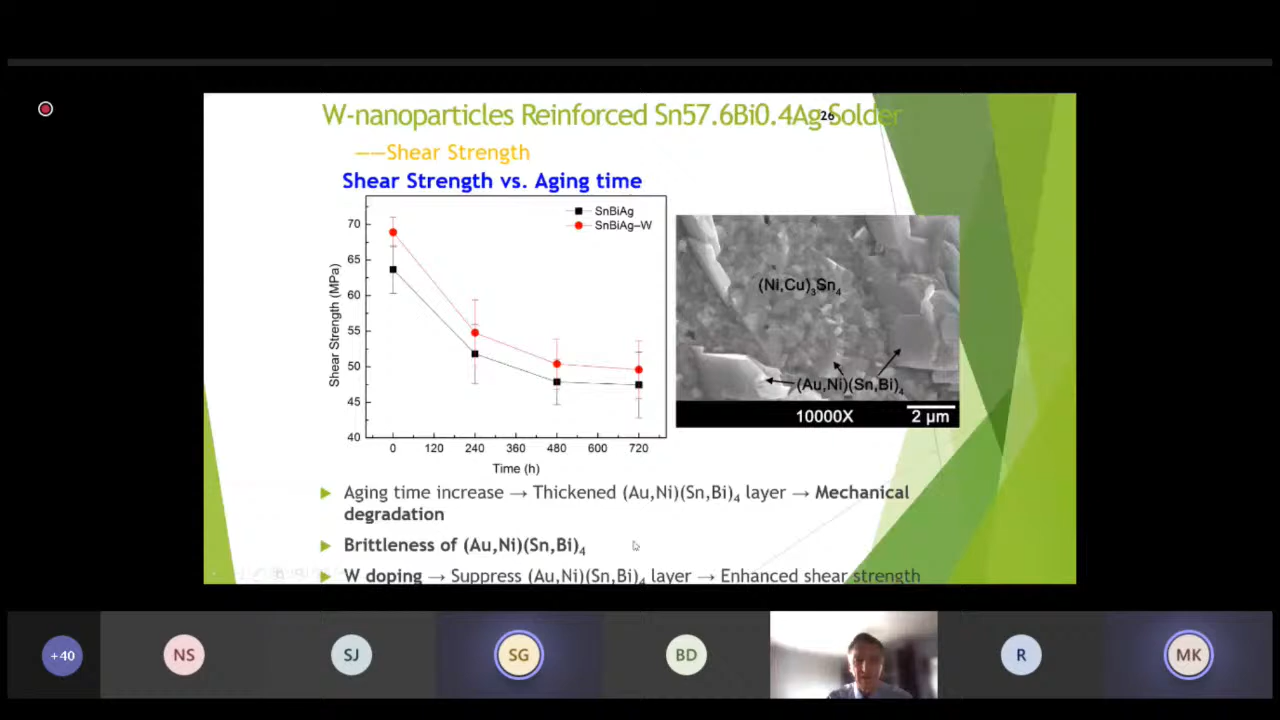 W-nanoparticles Reinforced Sn57.6Bi0.4Ag Solder
26
——Shear Strength
Shear Strength vs. Aging time
SnBiAg
SnBiAg–W
70
65
60
55
50
45
40
Shear Strength (MPa)
0 120 240 360 480 600 720
Time (h)
(Ni,Cu)₃Sn₄
(Au,Ni)(Sn,Bi)₄
10000X 2 μm
Aging time increase → Thickened (Au,Ni)(Sn,Bi)₄ layer → Mechanical
degradation
Brittleness of (Au,Ni)(Sn,Bi)₄
W doping → Suppress (Au,Ni)(Sn,Bi)₄ layer → Enhanced shear strength
+40 NS SJ SG BD R MK